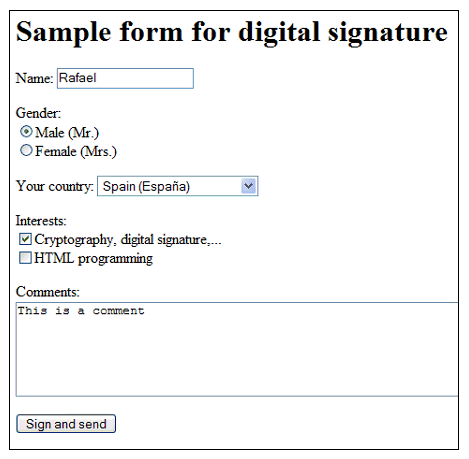 Sample form for digital signature
Name: Rafael
Gender:
Male (Mr.)
Female (Mrs.)
Your country: Spain (España)
Interests:
Cryptography, digital signature,...
HTML programming
Comments:
This is a comment
Sign and send